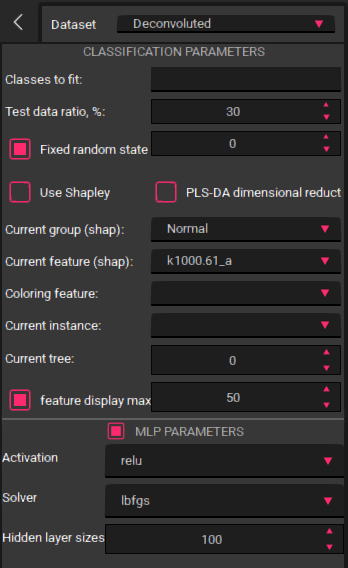 Dataset Deconvoluted
CLASSIFICATION PARAMETERS
Classes to fit:
Test data ratio, %: 30
Fixed random state 0
Use Shapley PLS-DA dimensional reduct
Current group (shap): Normal
Current feature (shap): k1000.61_a
Coloring feature:
Current instance:
Current tree: 0
feature display max 50
MLP PARAMETERS
Activation relu
Solver lbfgs
Hidden layer sizes 100